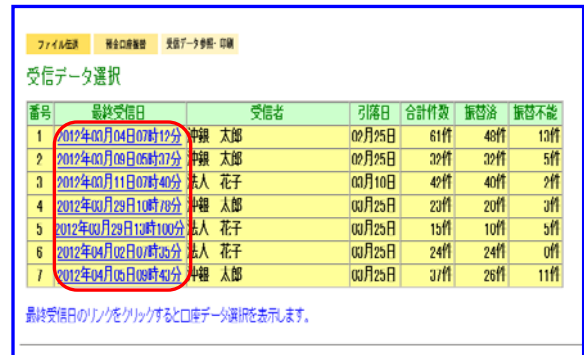 ファイル伝送 預金口座振替 受信データ参照・印刷
受信データ選択
番号 最終受信日 受信者 引落日 合計件数 振替済 振替不能
1 2012年03月04日07時12分 沖銀 太郎 02月25日 61件 48件 13件
2 2012年03月09日05時37分 沖銀 太郎 02月25日 32件 32件 5件
3 2012年03月11日07時40分 法人 花子 03月10日 42件 40件 2件
4 2012年03月29日10時78分 沖銀 太郎 03月25日 23件 20件 3件
5 2012年03月29日13時100分 法人 花子 03月25日 15件 10件 5件
6 2012年04月02日07時35分 法人 花子 03月25日 24件 24件 0件
7 2012年04月05日09時43分 沖銀 太郎 03月25日 37件 26件 11件
最終受信日のリンクをクリックすると口座データ選択を表示します。